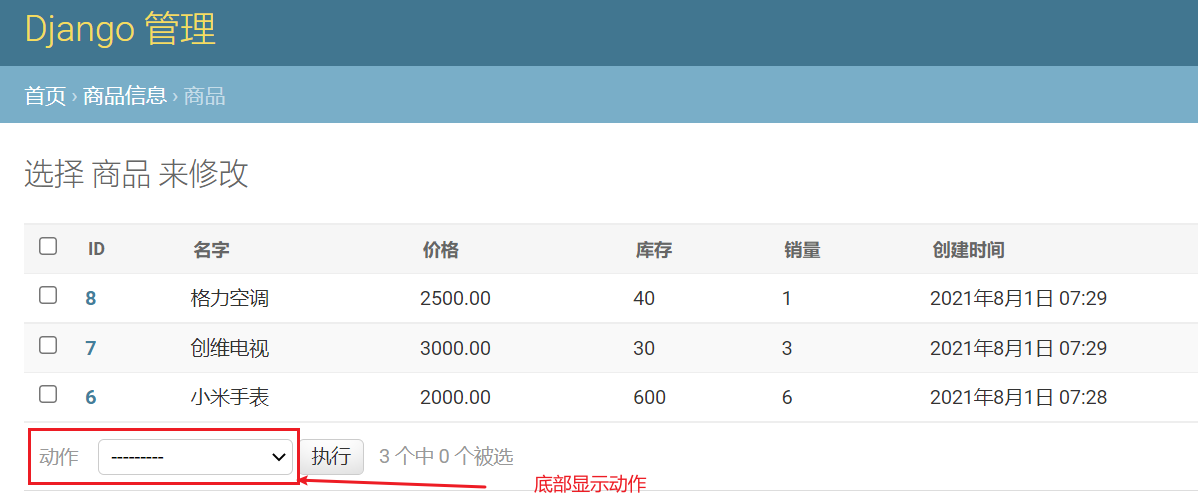 Django 管理
首页 › 商品信息 › 商品
选择 商品 来修改
ID 名字 价格 库存 销量 创建时间
8 格力空调 2500.00 40 1 2021年8月1日 07:29
7 创维电视 3000.00 30 3 2021年8月1日 07:29
6 小米手表 2000.00 600 6 2021年8月1日 07:28
动作 --------- 执行 3 个中 0 个被选
底部显示动作